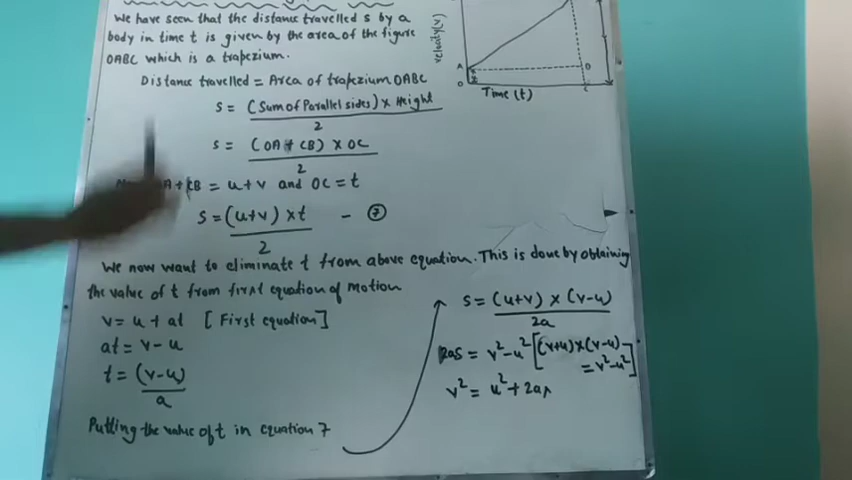 We have seen that the distance travelled s by a
body in time t is given by the area of the figure
OABC which is a trapezium.
Distance travelled = Area of trapezium OABC
s = (Sum of Parallel sides) x Height
2
s = (OA + CB) x OC
2
OA + CB = u+v and OC = t
s = (u+v) x t - 7
2
We now want to eliminate t from above equation. This is done by obtaining
the value of t from first equation of Motion
v = u + at [First equation]
at = v - u
t = (v-u)
a
Putting the value of t in equation 7
s = (u+v) x (v-u)
2a
2as = v² - u² [(v+u) x (v-u)
= v² - u²]
v² = u² + 2as
velocity (v)
A
D
O
C
Time (t)